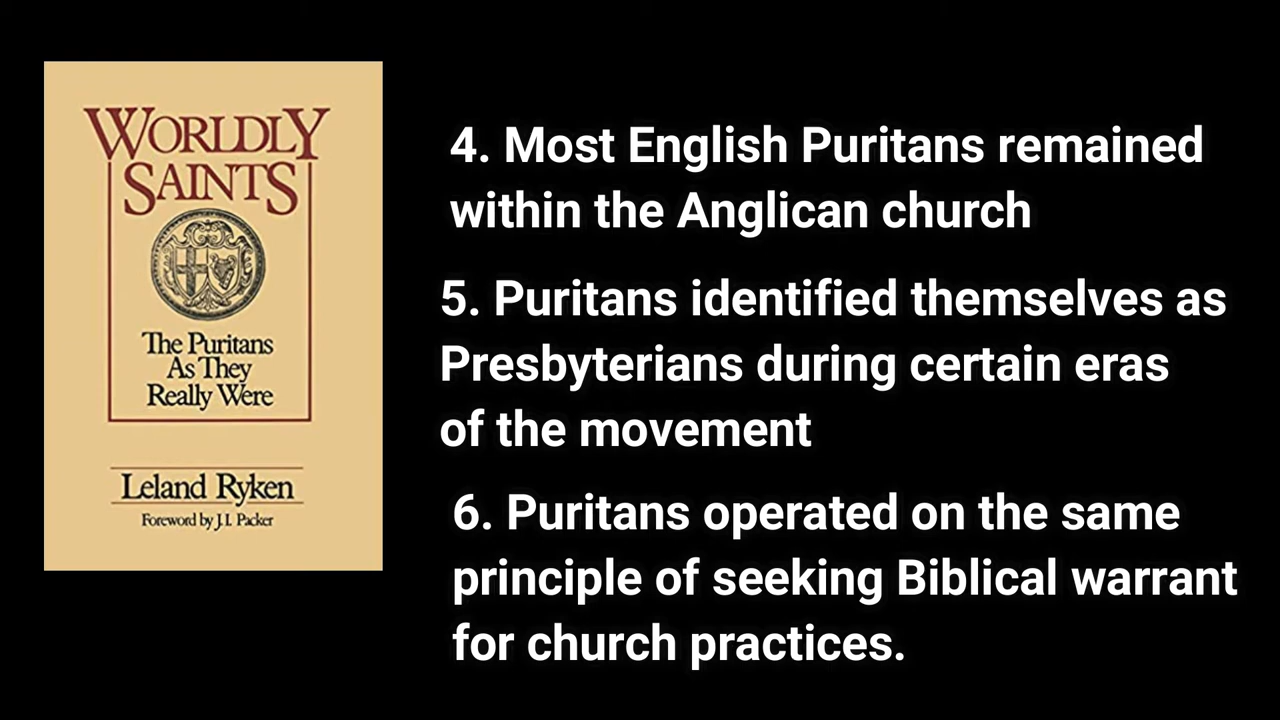 WORLDLY
SAINTS
The Puritans
As They
Really Were
Leland Ryken
Foreword by J.I. Packer
4. Most English Puritans remained
within the Anglican church
5. Puritans identified themselves as
Presbyterians during certain eras
of the movement
6. Puritans operated on the same
principle of seeking Biblical warrant
for church practices.